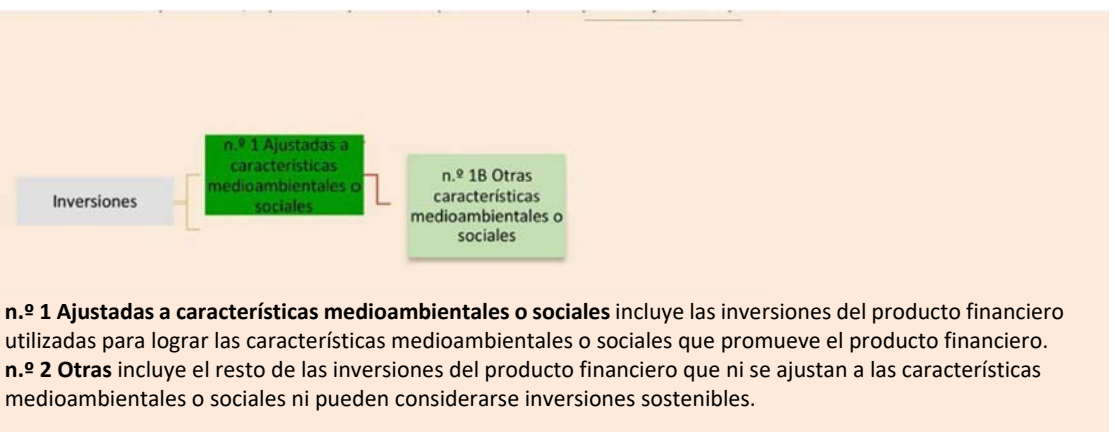 Inversiones
n.º 1 Ajustadas a
características
medioambientales o
sociales
n.º 1B Otras
características
medioambientales o
sociales
n.º 1 Ajustadas a características medioambientales o sociales incluye las inversiones del producto financiero
utilizadas para lograr las características medioambientales o sociales que promueve el producto financiero.
n.º 2 Otras incluye el resto de las inversiones del producto financiero que ni se ajustan a las características
medioambientales o sociales ni pueden considerarse inversiones sostenibles.